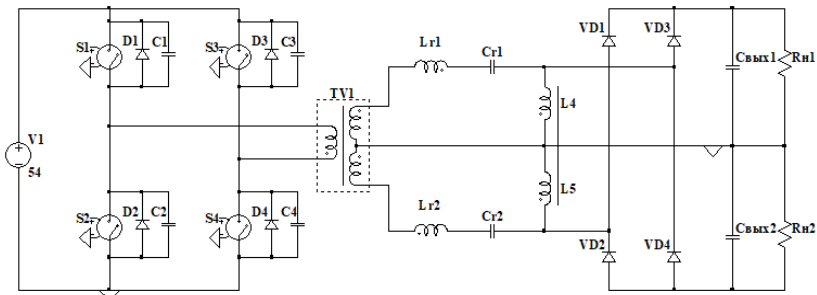 S1 D1 C1 S3 D3 C3
V1
54
S2 D2 C2 S4 D4 C4
TV1
Lr1 Cr1
L4
L5
Lr2 Cr2
VD1 VD3
VD2 VD4
Cвых1 Rн1
Cвых2 Rн2